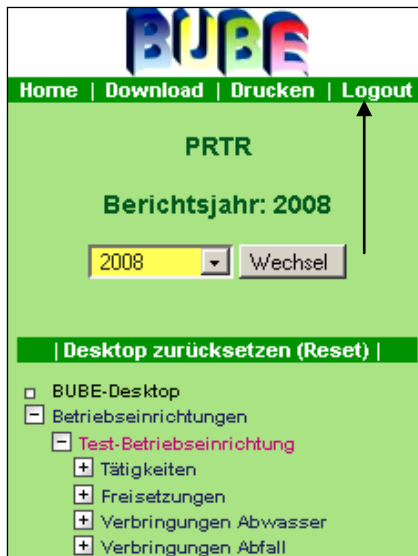 BUBE
Home | Download | Drucken | Logout
PRTR
Berichtsjahr: 2008
2008 Wechsel
| Desktop zurücksetzen (Reset) |
BUBE-Desktop
Betriebseinrichtungen
Test-Betriebseinrichtung
Tätigkeiten
Freisetzungen
Verbringungen Abwasser
Verbringungen Abfall